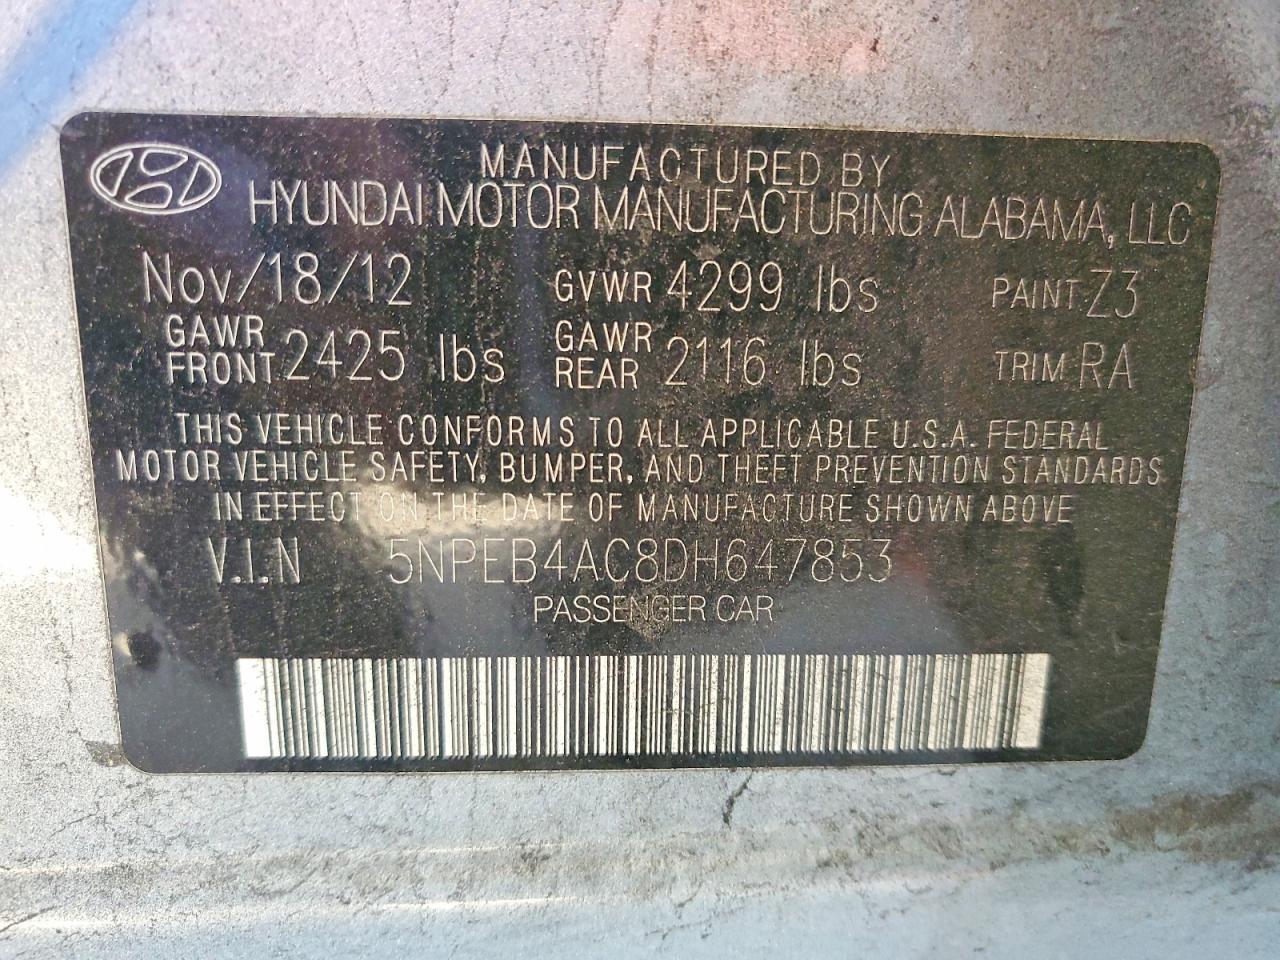 MANUFACTURED BY
HYUNDAI MOTOR MANUFACTURING ALABAMA, LLC
Nov/18/12 GVWR 4299 lbs PAINT Z3
GAWR FRONT 2425 lbs GAWR REAR 2116 lbs TRIM RA
THIS VEHICLE CONFORMS TO ALL APPLICABLE U.S.A. FEDERAL
MOTOR VEHICLE SAFETY, BUMPER, AND THEFT PREVENTION STANDARDS
IN EFFECT ON THE DATE OF MANUFACTURE SHOWN ABOVE
V.I.N 5NPEB4AC8DH647853
PASSENGER CAR